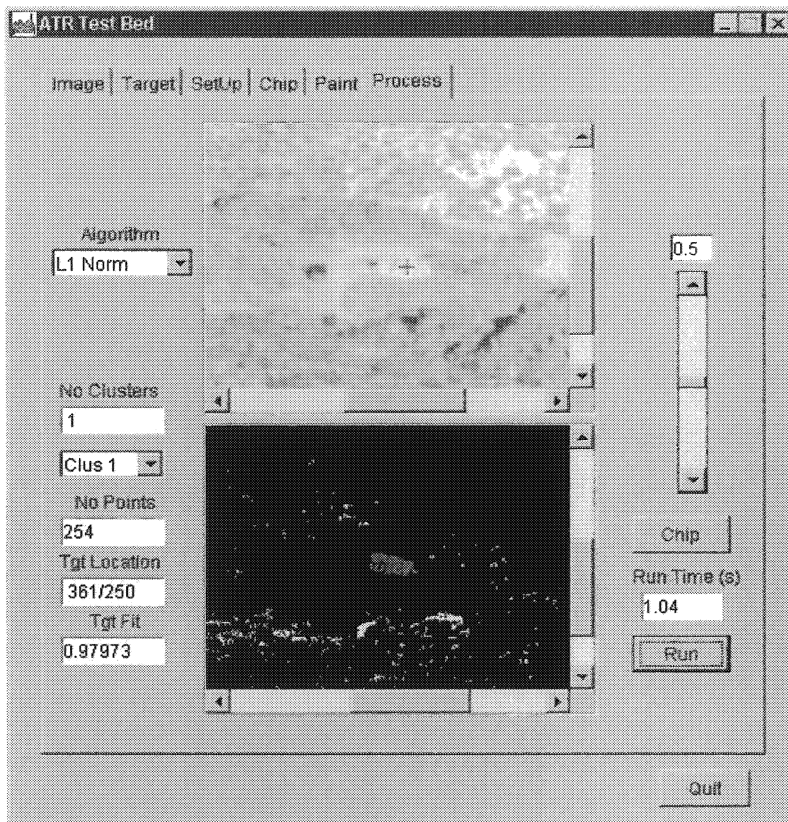 ATR Test Bed
Image Target SetUp Chip Paint Process
Algorithm
L1 Norm
0.5
No Clusters
1
Clus 1
No Points
254
Tgt Location
361/250
Tgt Fit
0.97973
Chip
Run Time (s)
1.04
Run
Quit